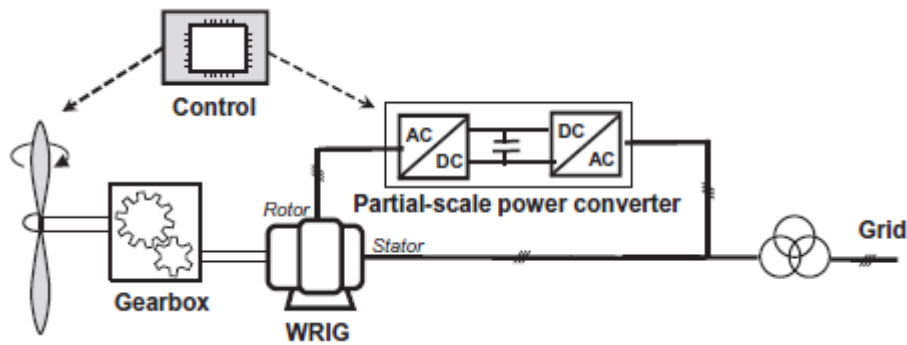 Control
AC
DC
DC
AC
Rotor
Partial-scale power converter
Stator
Grid
Gearbox
WRIG